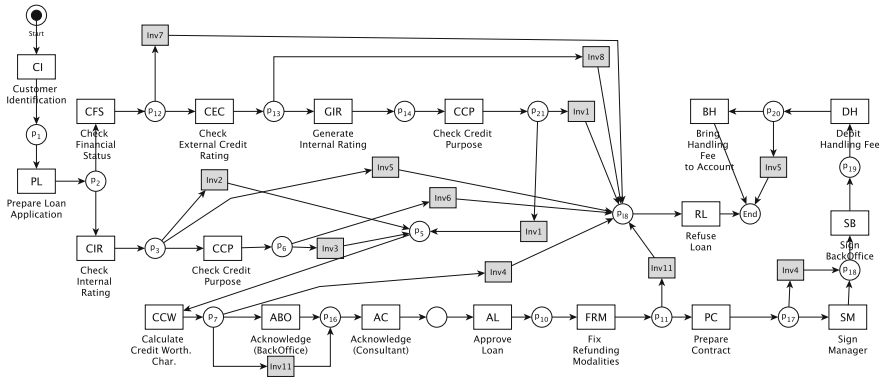 Start
CI
Customer
Identification
p1
PL
Prepare Loan
Application
p2
CFS
Check
Financial
Status
p12
Inv7
CEC
Check
External Credit
Rating
p13
Inv8
GIR
Generate
Internal Rating
p14
CCP
Check Credit
Purpose
p21
Inv1
Inv1
CIR
Check
Internal
Rating
p3
Inv2
Inv5
CCP
Check Credit
Purpose
p6
Inv3
Inv6
p5
Inv4
p18
RL
Refuse
Loan
End
BH
Bring
Handling
Fee
to Account
p20
Inv5
DH
Debit
Handling Fee
p19
SB
Sign
BackOffice
p18
Inv4
CCW
Calculate
Credit Worth.
Char.
p7
Inv11
ABO
Acknowledge
(BackOffice)
p16
AC
Acknowledge
(Consultant)
AL
Approve
Loan
p10
FRM
Fix
Refunding
Modalities
p11
Inv11
PC
Prepare
Contract
p17
SM
Sign
Manager